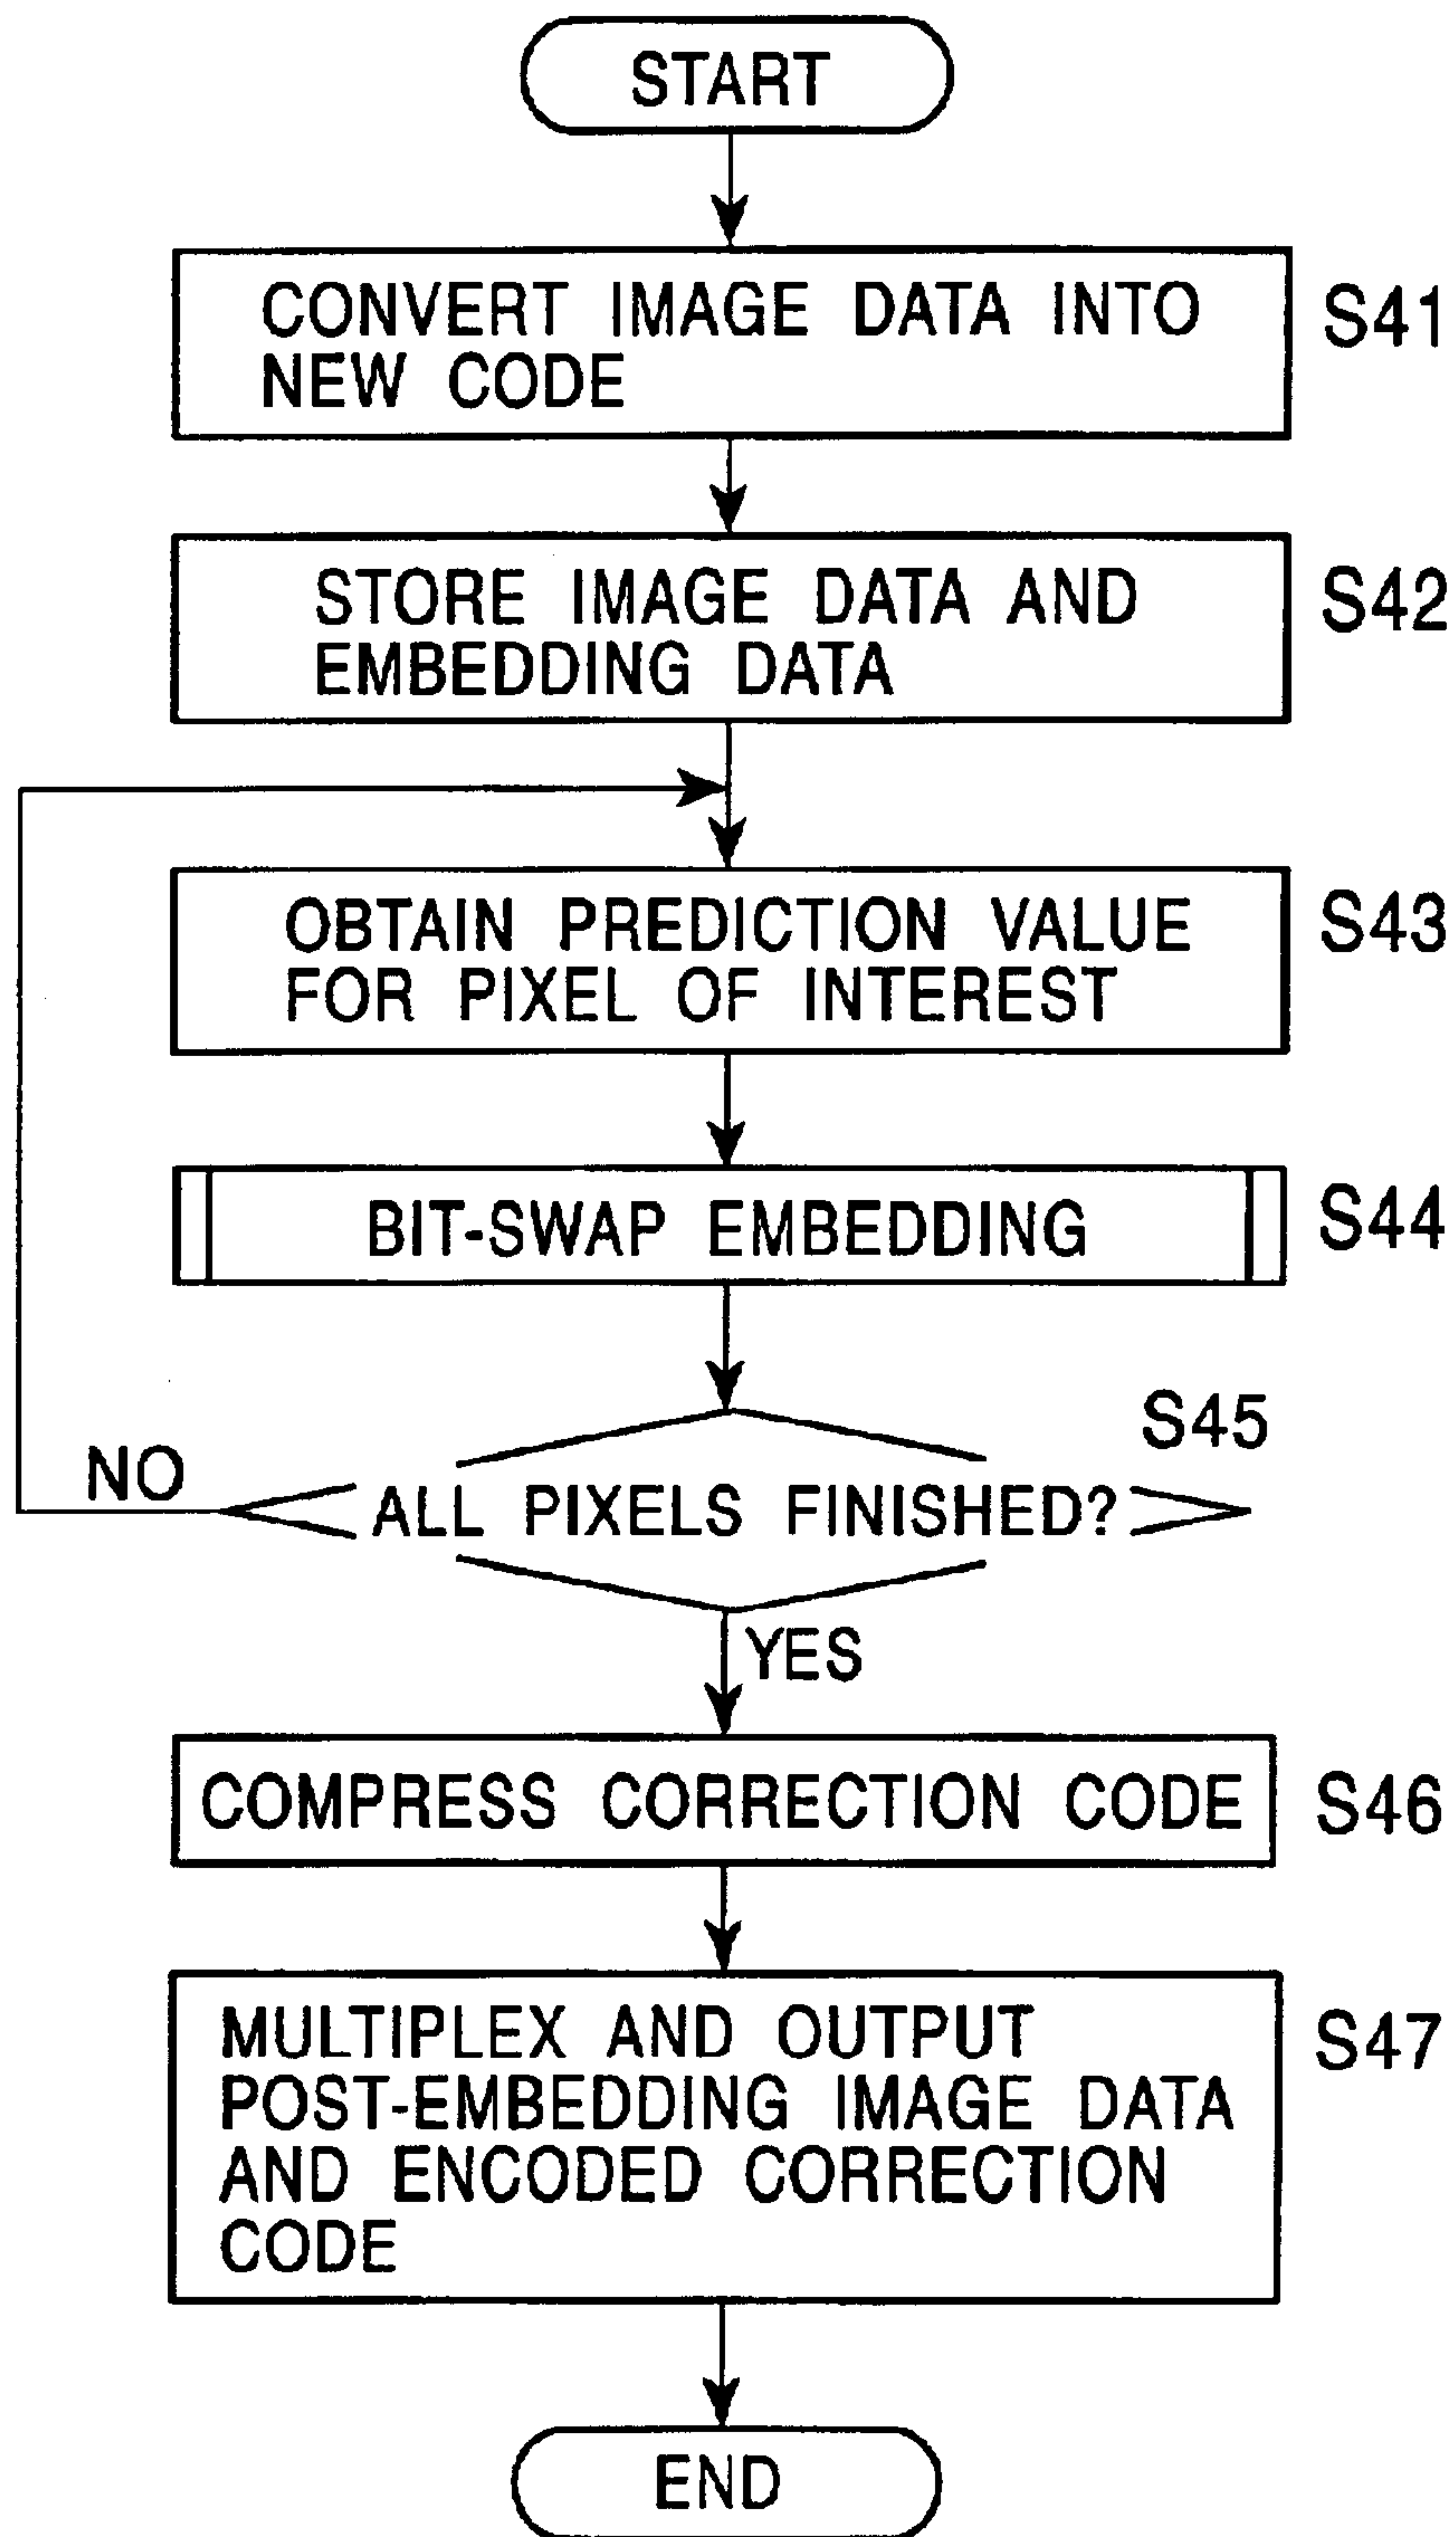 START
CONVERT IMAGE DATA INTO
NEW CODE
S41
STORE IMAGE DATA AND
EMBEDDING DATA
S42
OBTAIN PREDICTION VALUE
FOR PIXEL OF INTEREST
S43
BIT-SWAP EMBEDDING
S44
S45
NO
ALL PIXELS FINISHED?
YES
COMPRESS CORRECTION CODE
S46
MULTIPLEX AND OUTPUT
POST-EMBEDDING IMAGE DATA
AND ENCODED CORRECTION
CODE
S47
END